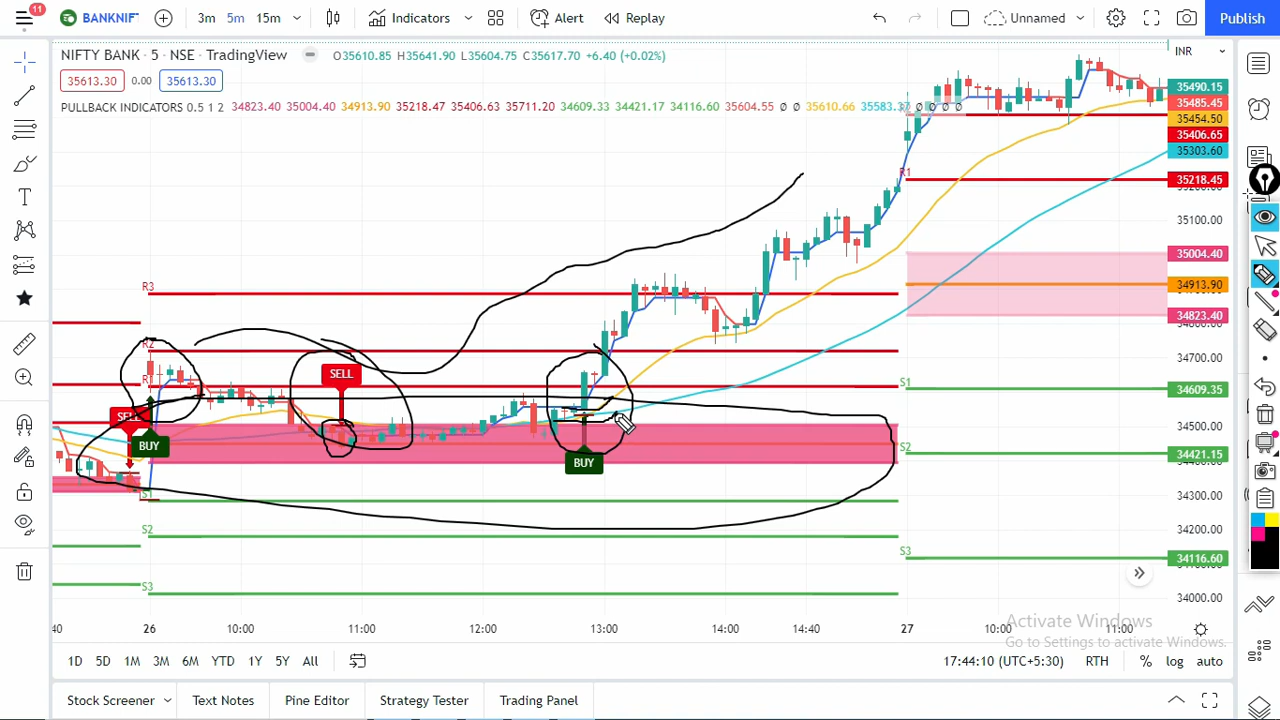 11
BANKNIF 3m 5m 15m Indicators Alert Replay Unnamed Publish
NIFTY BANK · 5 · NSE · TradingView O35610.85 H35641.90 L35604.75 C35617.70 +6.40 (+0.02%) INR
35613.30 0.00 35613.30
PULLBACK INDICATORS 0.5 1 2 34823.40 35004.40 34913.90 35218.47 35406.63 35711.20 34609.33 34421.17 34116.60 35604.55 ø ø 35610.66
35490.15
35485.45
35454.50
35406.65
35303.60
R1
35218.45
35100.00
35004.40
R3
34913.90
34823.40
R2
34700.00
SELL
R1
S1
34609.35
BUY
34500.00
S2
34421.15
BUY
S1
34300.00
S2
34200.00
S3
34116.60
S3
34000.00
Activate Windows
Go to Settings to activate Windows.
:40 26 10:00 11:00 12:00 13:00 14:00 14:40 27 10:00 11:00
1D 5D 1M 3M 6M YTD 1Y 5Y All 17:44:10 (UTC+5:30) RTH % log auto
Stock Screener Text Notes Pine Editor Strategy Tester Trading Panel